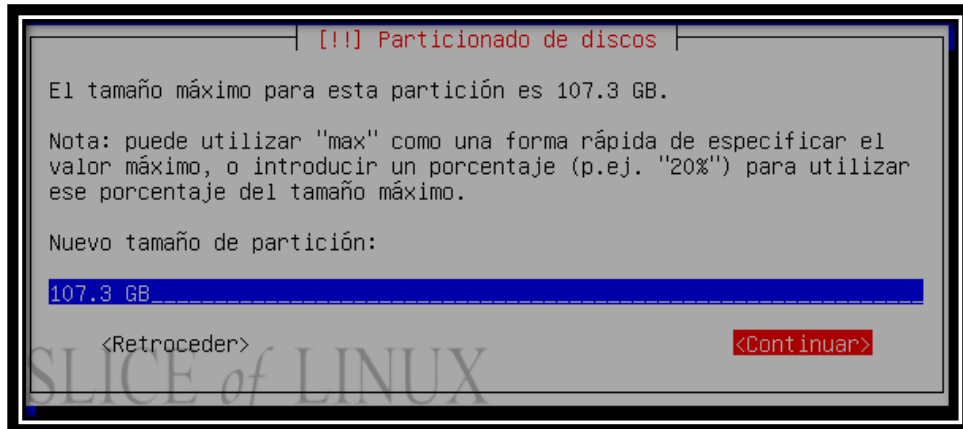 [!!] Particionado de discos
El tamaño máximo para esta partición es 107.3 GB.
Nota: puede utilizar "max" como una forma rápida de especificar el
valor máximo, o introducir un porcentaje (p.ej. "20%") para utilizar
ese porcentaje del tamaño máximo.
Nuevo tamaño de partición:
107.3 GB
<Retroceder> <Continuar>
SLICE of LINUX